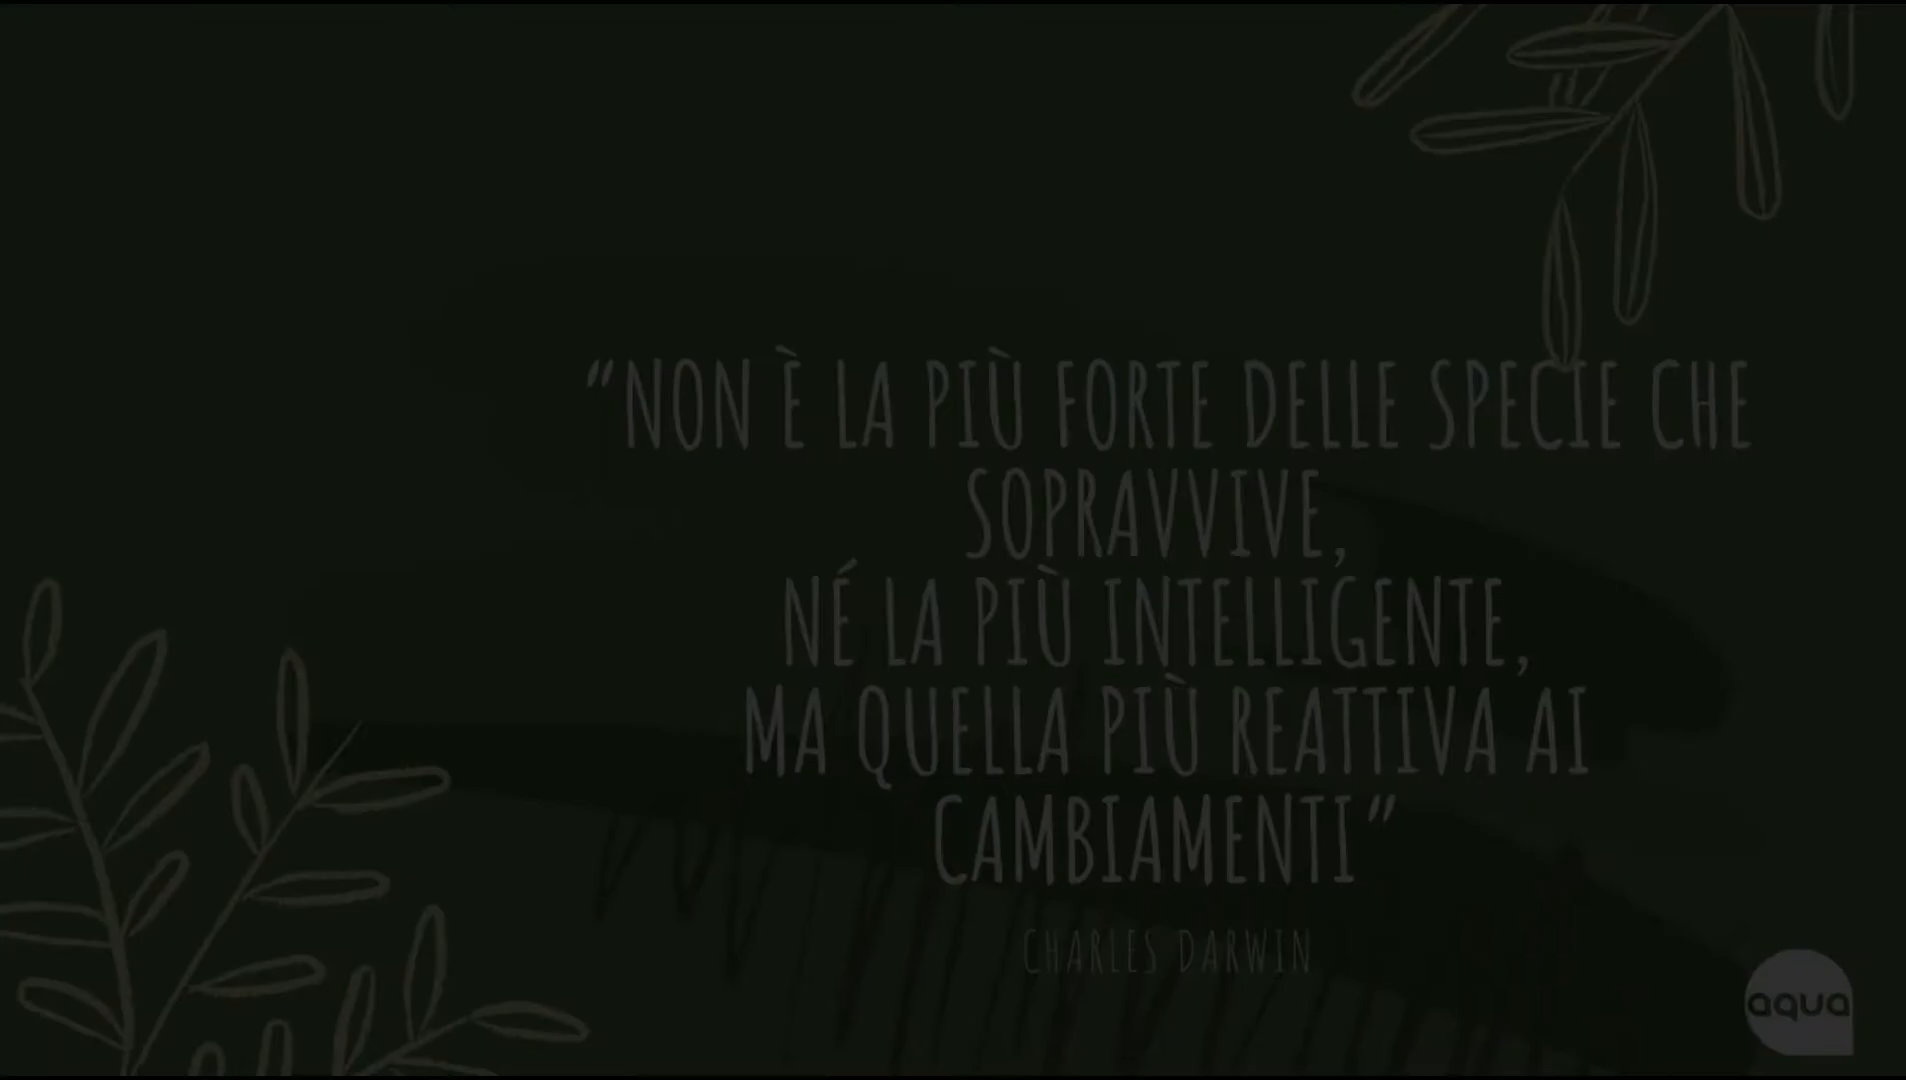 “NON È LA PIÙ FORTE DELLE SPECIE CHE
SOPRAVVIVE,
NÉ LA PIÙ INTELLIGENTE,
MA QUELLA PIÙ REATTIVA AI
CAMBIAMENTI”
CHARLES DARWIN
aqua